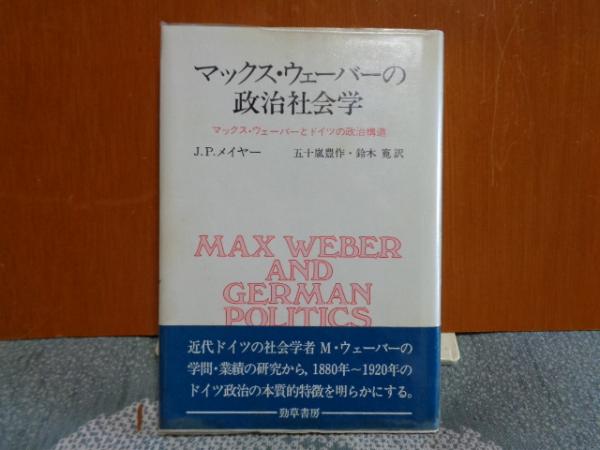 マックス・ウェーバーの
政治社会学
マックス・ウェーバーとドイツの政治構造
J.P.メイヤー 五十嵐豊作・鈴木 寛 訳
MAX WEBER
AND
GERMAN
POLITICS
近代ドイツの社会学者 M・ウェーバーの
学問・業績の研究から, 1880年～1920年の
ドイツ政治の本質的特徴を明らかにする。
勁草書房